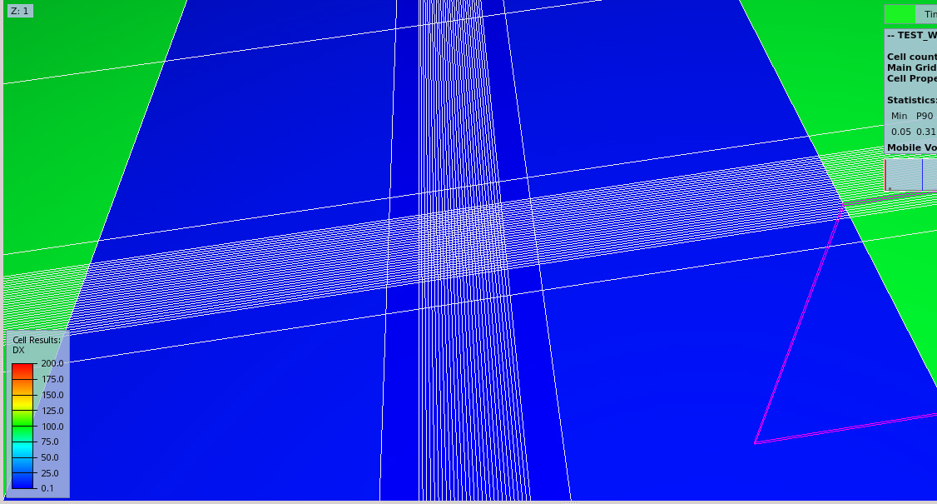 Z: 1
-- TEST_W
Cell count
Main Grid
Cell Prope
Statistics:
Min P90
0.05 0.31
Mobile Vo
Cell Results:
DX
200.0
175.0
150.0
125.0
100.0
75.0
50.0
25.0
0.1